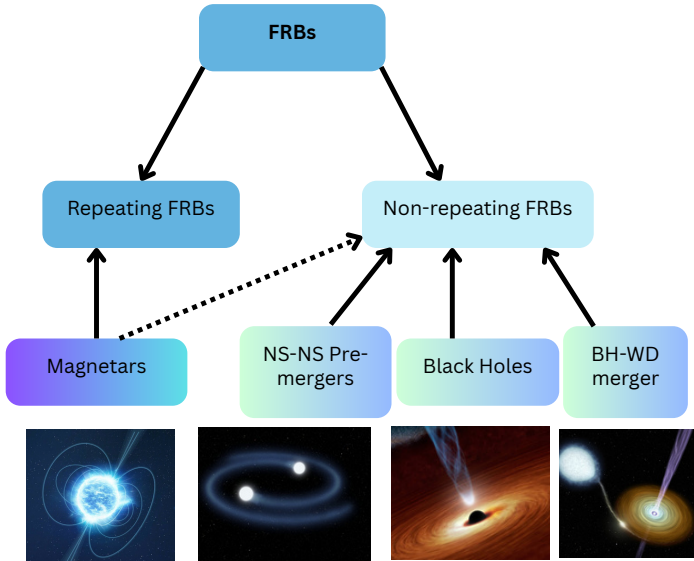 FRBs
Repeating FRBs
Non-repeating FRBs
Magnetars
NS-NS Pre-
mergers
Black Holes
BH-WD
merger